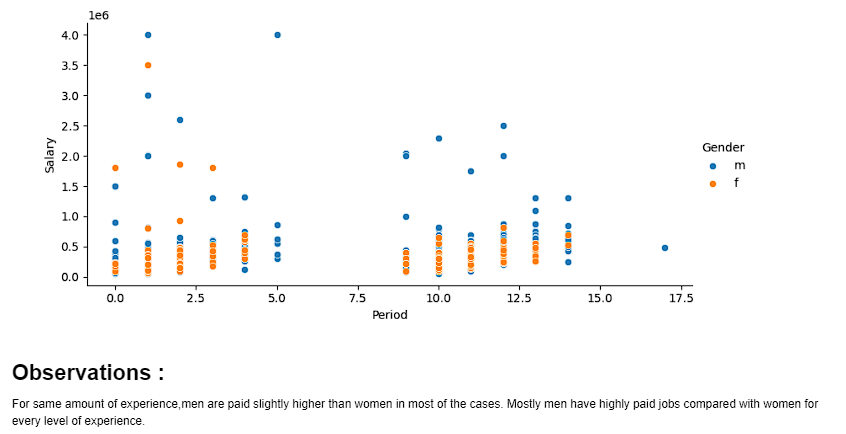 1e6
4.0
3.5
3.0
2.5
2.0
1.5
1.0
0.5
0.0
Salary
0.0 2.5 5.0 7.5 10.0 12.5 15.0 17.5
Period
Gender
m
f
Observations :
For same amount of experience,men are paid slightly higher than women in most of the cases. Mostly men have highly paid jobs compared with women for
every level of experience.